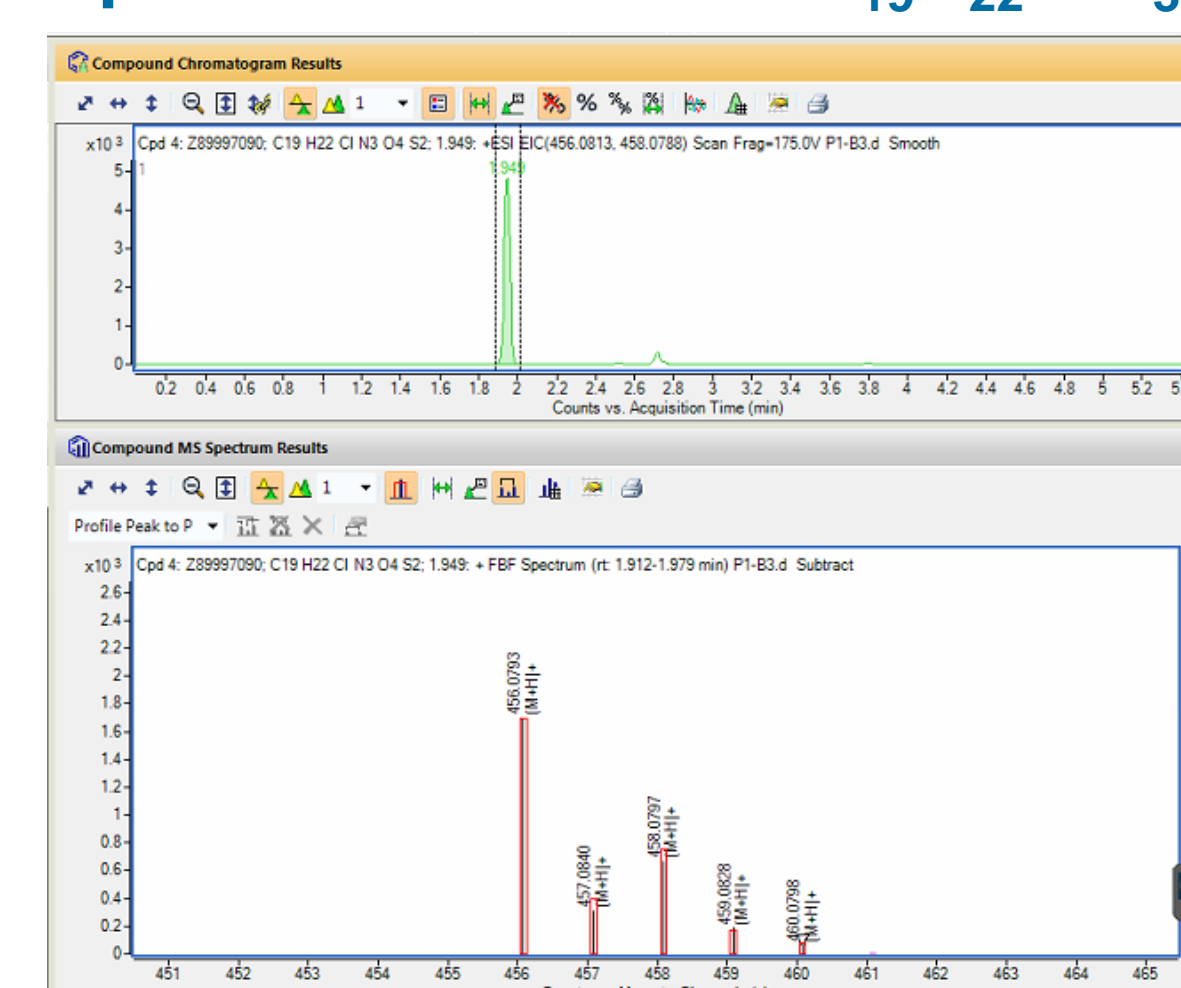 19 22
Compound Chromatogram Results
1
x10 3 Cpd 4: Z89997090; C19 H22 Cl N3 O4 S2; 1.949: +ESI EIC(456.0813, 458.0788) Scan Frag=175.0V P1-B3.d Smooth
1
1.949
5
4
3
2
1
0
0.2 0.4 0.6 0.8 1 1.2 1.4 1.6 1.8 2 2.2 2.4 2.6 2.8 3 3.2 3.4 3.6 3.8 4 4.2 4.4 4.6 4.8 5 5.2
Counts vs. Acquisition Time (min)
Compound MS Spectrum Results
1
Profile Peak to P
x10 3 Cpd 4: Z89997090; C19 H22 Cl N3 O4 S2; 1.949: + FBF Spectrum (rt: 1.912-1.979 min) P1-B3.d Subtract
2.6
2.4
2.2
2
1.8
1.6
1.4
1.2
1
0.8
0.6
0.4
0.2
0
456.0793
(M+H)+
457.0840
(M+H)+
458.0797
(M+H)+
459.0828
(M+H)+
460.0798
(M+H)+
451 452 453 454 455 456 457 458 459 460 461 462 463 464 465